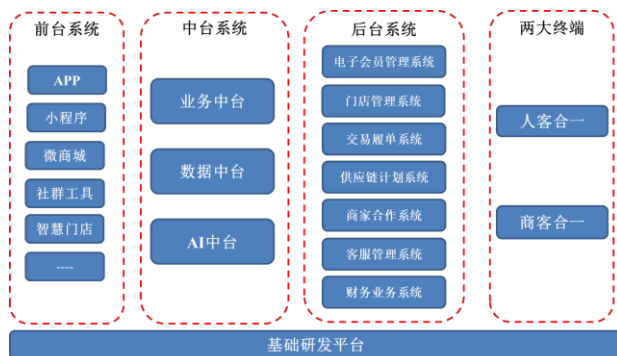 前台系统
APP
小程序
微商城
社群工具
智慧门店
----
中台系统
业务中台
数据中台
AI中台
后台系统
电子会员管理系统
门店管理系统
交易履单系统
供应链计划系统
商家合作系统
客服管理系统
财务业务系统
两大终端
人客合一
商客合一
基础研发平台